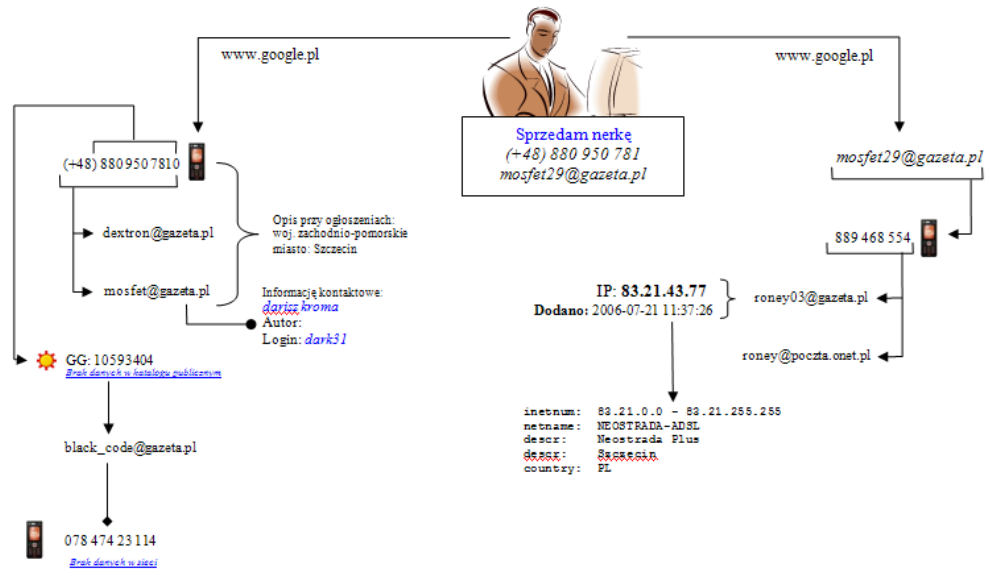 www.google.pl
www.google.pl
Sprzedam nerkę
(+48) 880 950 781
mosfet29@gazeta.pl
(+48) 880 950 7810
dextron@gazeta.pl
mosfet@gazeta.pl
Opis przy ogłoszeniach:
woj. zachodnio-pomorskie
miasto: Szczecin
Informację kontaktowe:
darisz kroma
Autor:
Login: dark31
GG: 10593404
Brak danych w katalogu publicznym
black_code@gazeta.pl
078 474 23 114
Brak danych w sieci
mosfet29@gazeta.pl
889 468 554
roney03@gazeta.pl
roney@poczta.onet.pl
IP: 83.21.43.77
Dodano: 2006-07-21 11:37:26
inetnum: 83.21.0.0 - 83.21.255.255
netname: NEOSTRADA-ADSL
descr: Neostrada Plus
descr: Szczecin
country: PL